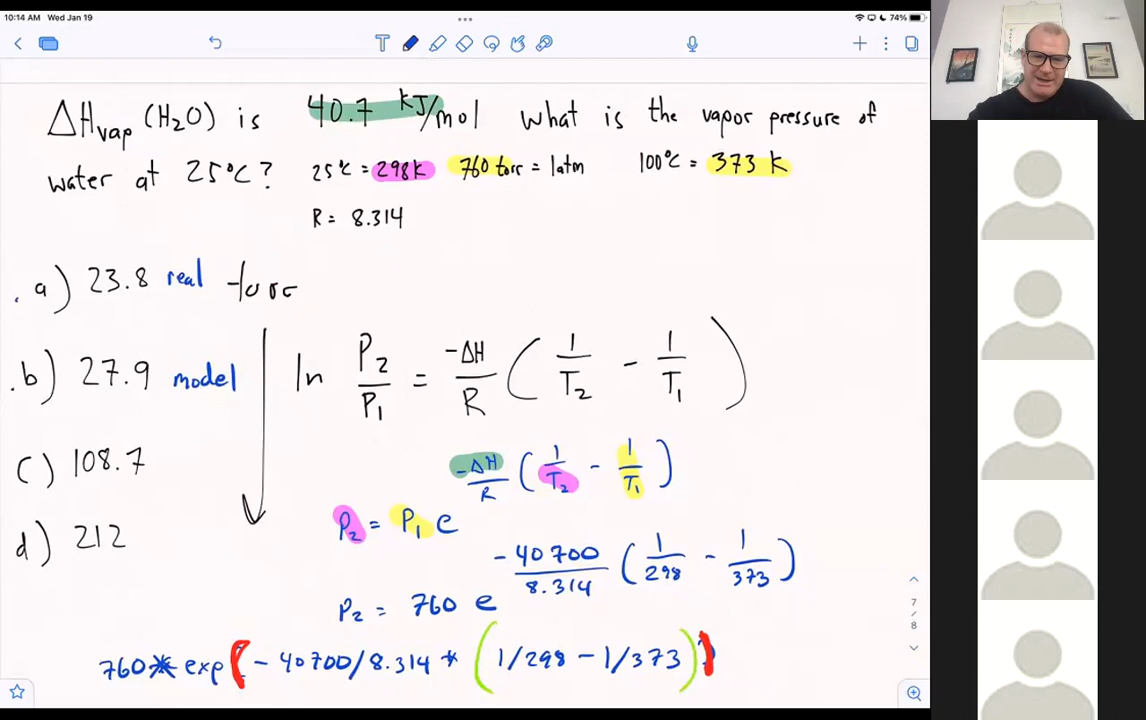 10:14 AM Wed Jan 19
74%
ΔHvap (H₂O) is 40.7 kJ/mol what is the vapor pressure of
water at 25°C? 25°C = 298K 760 torr = 1atm 100°C = 373 K
R = 8.314
a) 23.8 real torr
b) 27.9 model
c) 108.7
d) 212
ln P₂/P₁ = -ΔH/R (1/T₂ - 1/T₁)
P₂ = P₁ e -ΔH/R (1/T₂ - 1/T₁)
P₂ = 760 e -40700/8.314 (1/298 - 1/373)
760 * exp(- 40700/8.314 * (1/298 - 1/373))
7
/
8